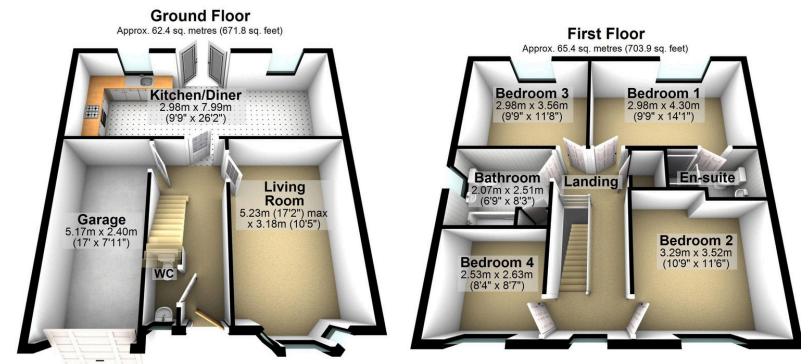 Ground Floor
Approx. 62.4 sq. metres (671.8 sq. feet)
Kitchen/Diner
2.98m x 7.99m
(9'9" x 26'2")
Living
Room
5.23m (17'2") max
x 3.18m (10'5")
Garage
5.17m x 2.40m
(17' x 7'11")
WC
First Floor
Approx. 65.4 sq. metres (703.9 sq. feet)
Bedroom 3
2.98m x 3.56m
(9'9" x 11'8")
Bedroom 1
2.98m x 4.30m
(9'9" x 14'1")
Bathroom
2.07m x 2.51m
(6'9" x 8'3")
Landing
En-suite
Bedroom 4
2.53m x 2.63m
(8'4" x 8'7")
Bedroom 2
3.29m x 3.52m
(10'9" x 11'6")